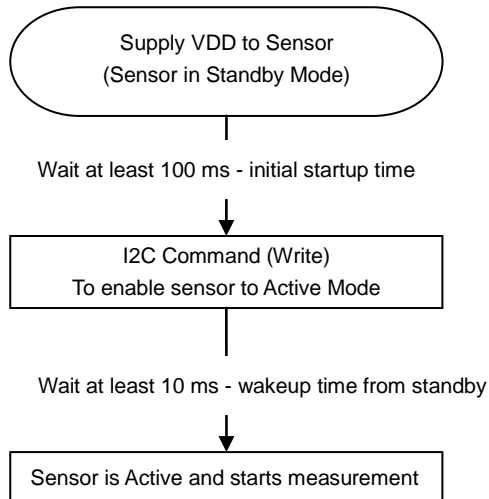 Supply VDD to Sensor
(Sensor in Standby Mode)
Wait at least 100 ms - initial startup time
I2C Command (Write)
To enable sensor to Active Mode
Wait at least 10 ms - wakeup time from standby
Sensor is Active and starts measurement